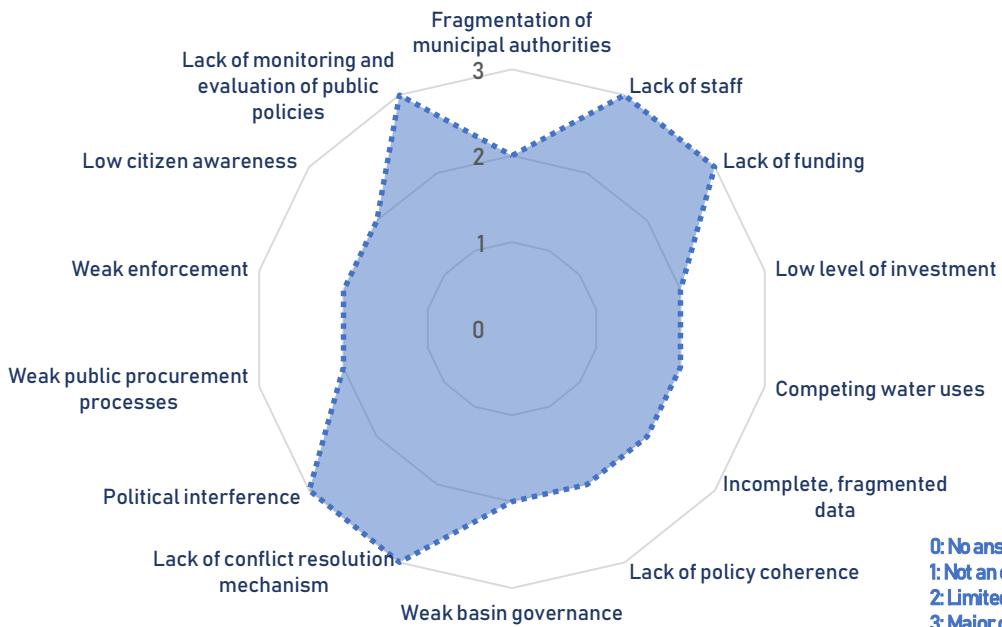 Fragmentation of
municipal authorities
Lack of monitoring and
evaluation of public
policies
3
Lack of staff
Low citizen awareness
2
Lack of funding
1
Weak enforcement
Low level of investment
0
Weak public procurement
processes
Competing water uses
Political interference
Incomplete, fragmented
data
Lack of conflict resolution
mechanism
Lack of policy coherence
Weak basin governance
0: No
1: Not an
2: Limited
3: Major